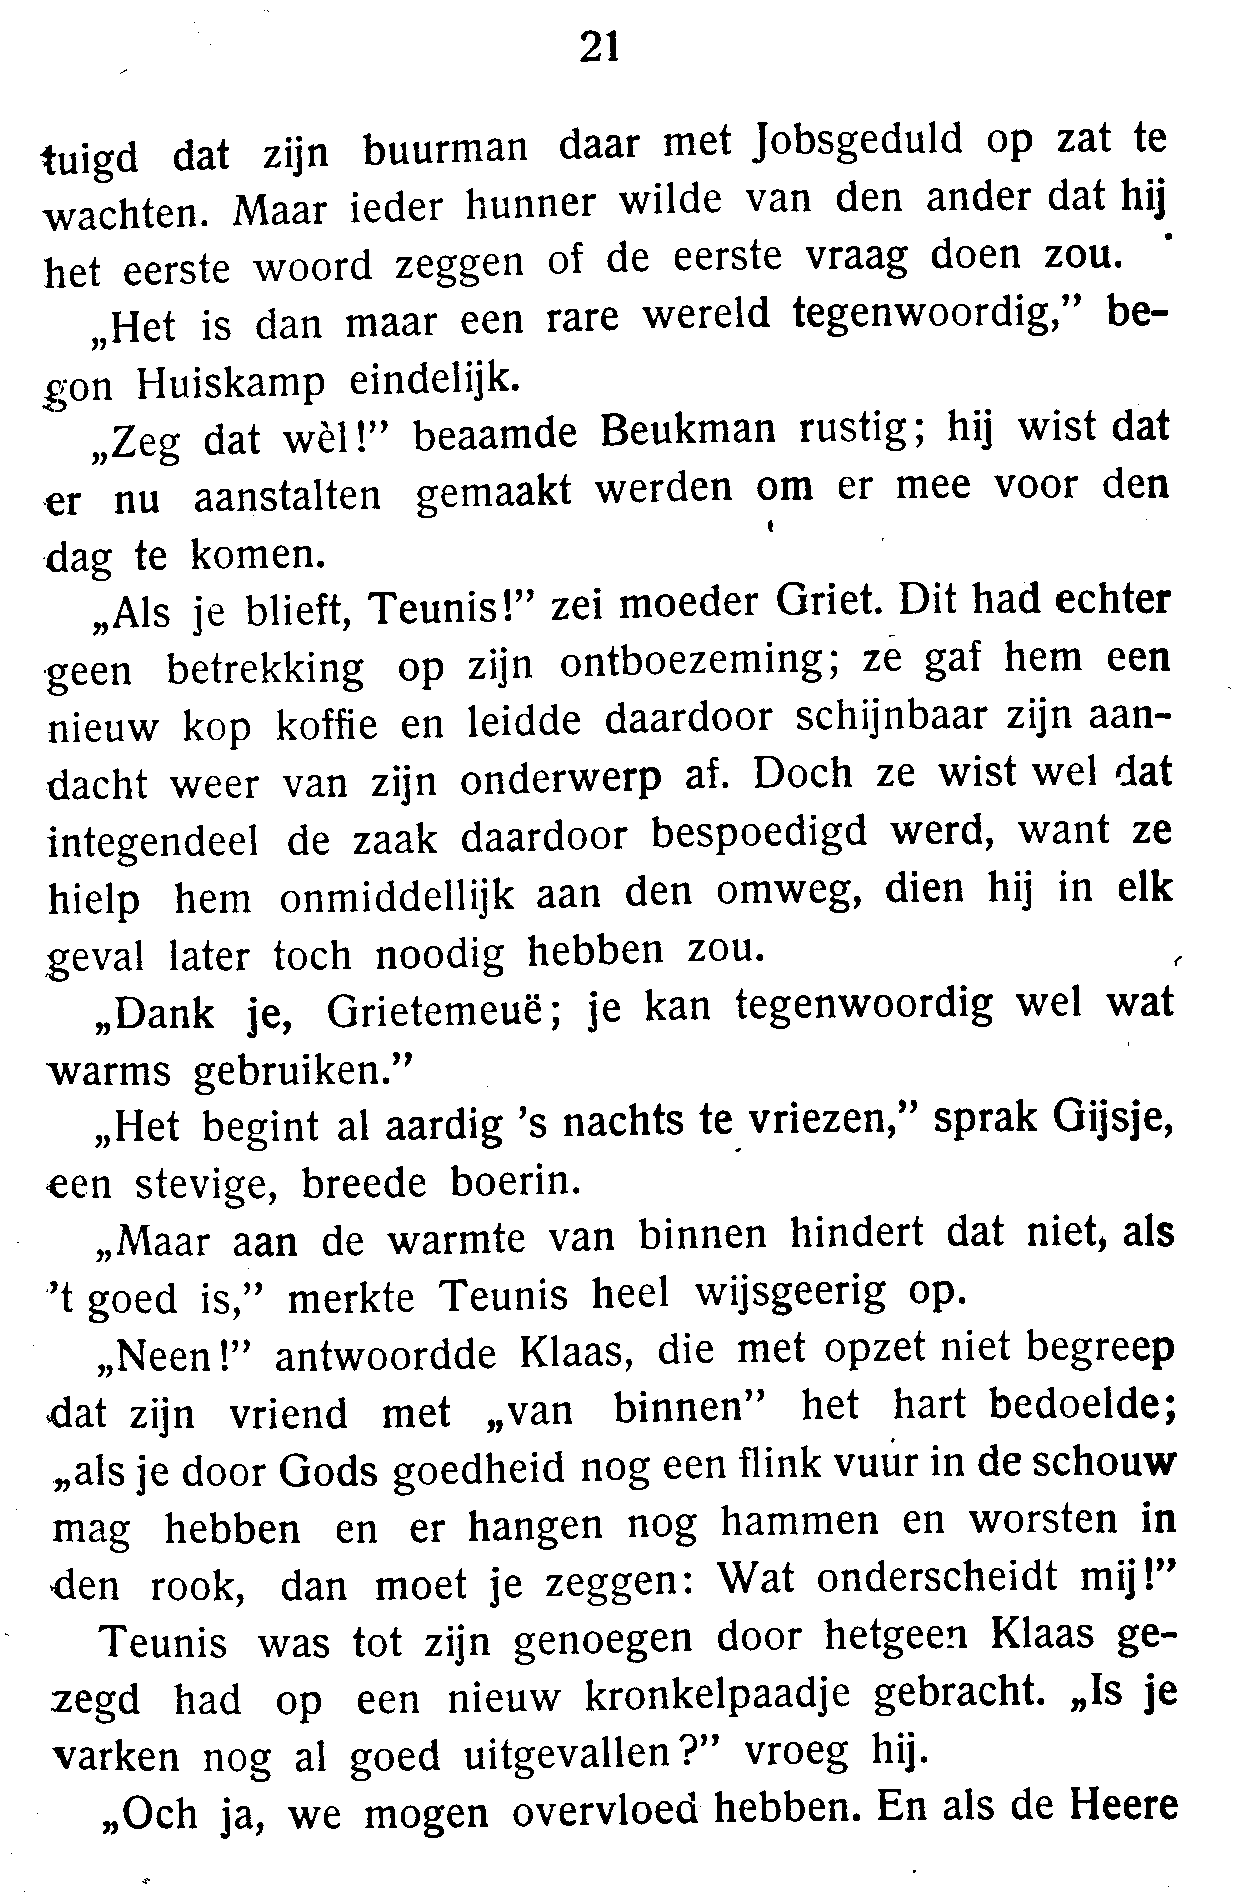 21
tuigd dat zijn buurman daar met Jobsgeduld op zat te
wachten. Maar ieder hunner wilde van den ander dat hij
het eerste woord zeggen of de eerste vraag doen zou.
„Het is dan maar een rare wereld tegenwoordig,” be-
gon Huiskamp eindelijk.
„Zeg dat wèl!” beaamde Beukman rustig; hij wist dat
er nu aanstalten gemaakt werden om er mee voor den
dag te komen.
„Als je blieft, Teunis!” zei moeder Griet. Dit had echter
geen betrekking op zijn ontboezeming; ze gaf hem een
nieuw kop koffie en leidde daardoor schijnbaar zijn aan-
dacht weer van zijn onderwerp af. Doch ze wist wel dat
integendeel de zaak daardoor bespoedigd werd, want ze
hielp hem onmiddellijk aan den omweg, dien hij in elk
geval later toch noodig hebben zou.
„Dank je, Grietemeuë; je kan tegenwoordig wel wat
warms gebruiken.”
„Het begint al aardig 's nachts te vriezen,” sprak Gijsje,
een stevige, breede boerin.
„Maar aan de warmte van binnen hindert dat niet, als
't goed is,” merkte Teunis heel wijsgeerig op.
„Neen!” antwoordde Klaas, die met opzet niet begreep
dat zijn vriend met „van binnen” het hart bedoelde;
„als je door Gods goedheid nog een flink vuur in de schouw
mag hebben en er hangen nog hammen en worsten in
den rook, dan moet je zeggen: Wat onderscheidt mij!”
Teunis was tot zijn genoegen door hetgeen Klaas ge-
zegd had op een nieuw kronkelpaadje gebracht. „Is je
varken nog al goed uitgevallen?” vroeg hij.
„Och ja, we mogen overvloed hebben. En als de Heere